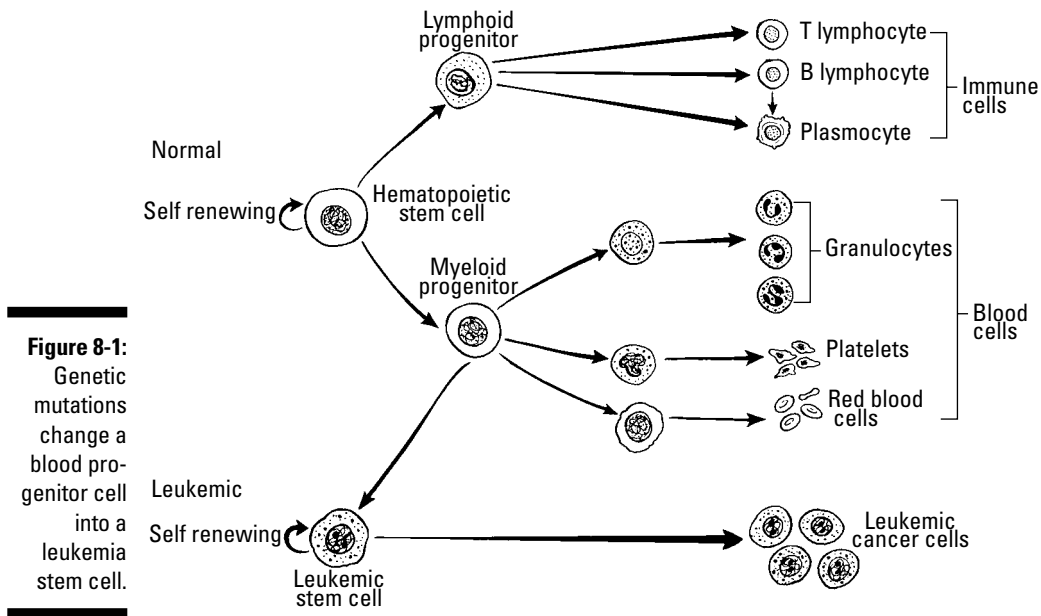 Lymphoid
progenitor
T lymphocyte
B lymphocyte
Plasmocyte
Immune
cells
Normal
Self renewing
Hematopoietic
stem cell
Myeloid
progenitor
Granulocytes
Platelets
Red blood
cells
Blood
cells
Figure 8-1:
Genetic
mutations
change a
blood pro-
genitor cell
into a
leukemia
stem cell.
Leukemic
Self renewing
Leukemic
stem cell
Leukemic
cancer cells